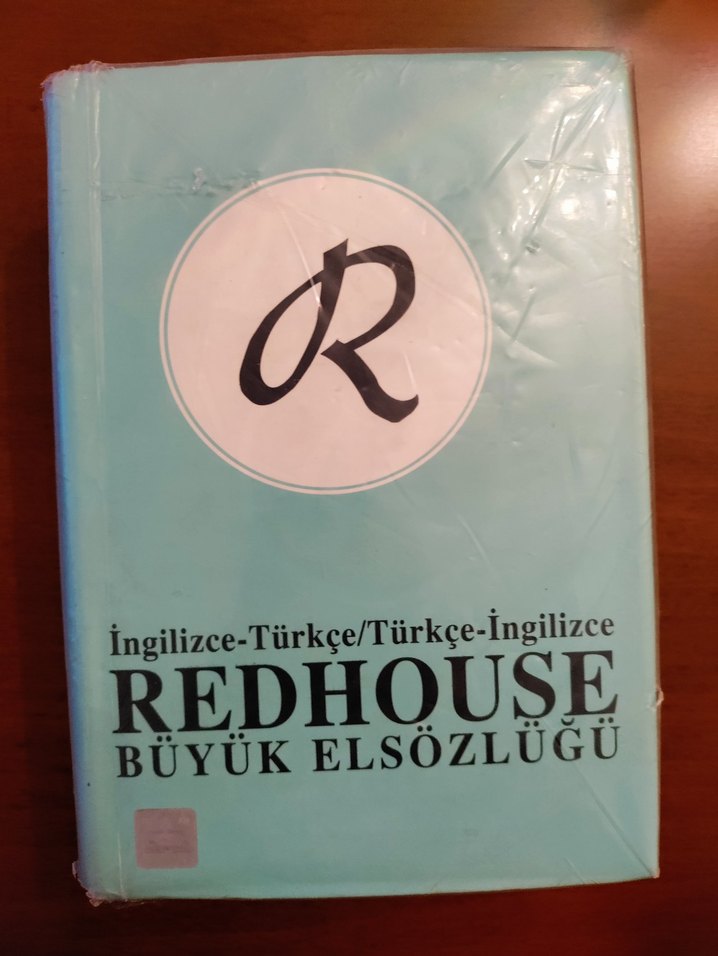 R
İngilizce-Türkçe/Türkçe-İngilizce
REDHOUSE
BÜYÜK ELSÖZLÜĞÜ